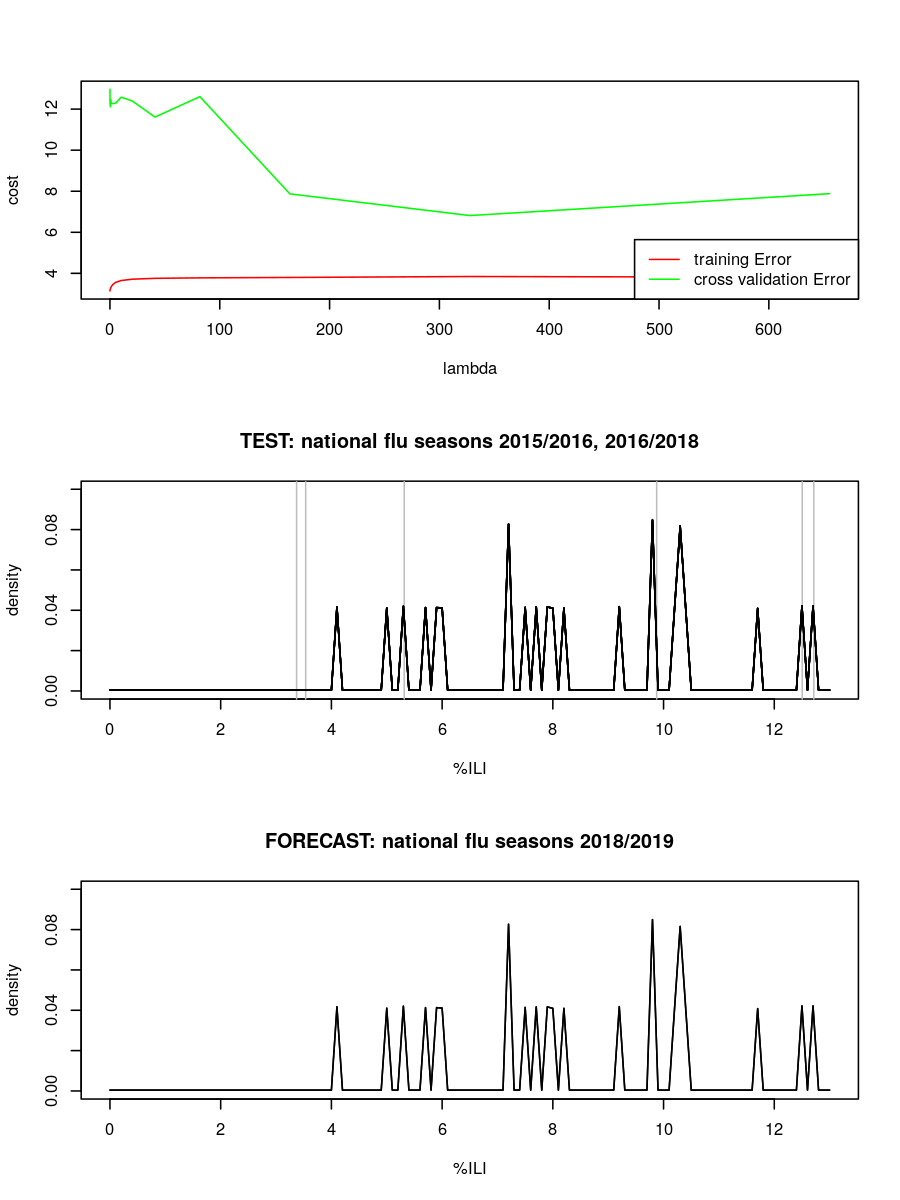 12
10
8
6
4
cost
training Error
cross validation Error
0 100 200 300 400 500 600
lambda
TEST: national flu seasons 2015/2016, 2016/2018
0.08
0.04
0.00
density
0 2 4 6 8 10 12
%ILI
FORECAST: national flu seasons 2018/2019
0.08
0.04
0.00
density
0 2 4 6 8 10 12
%ILI